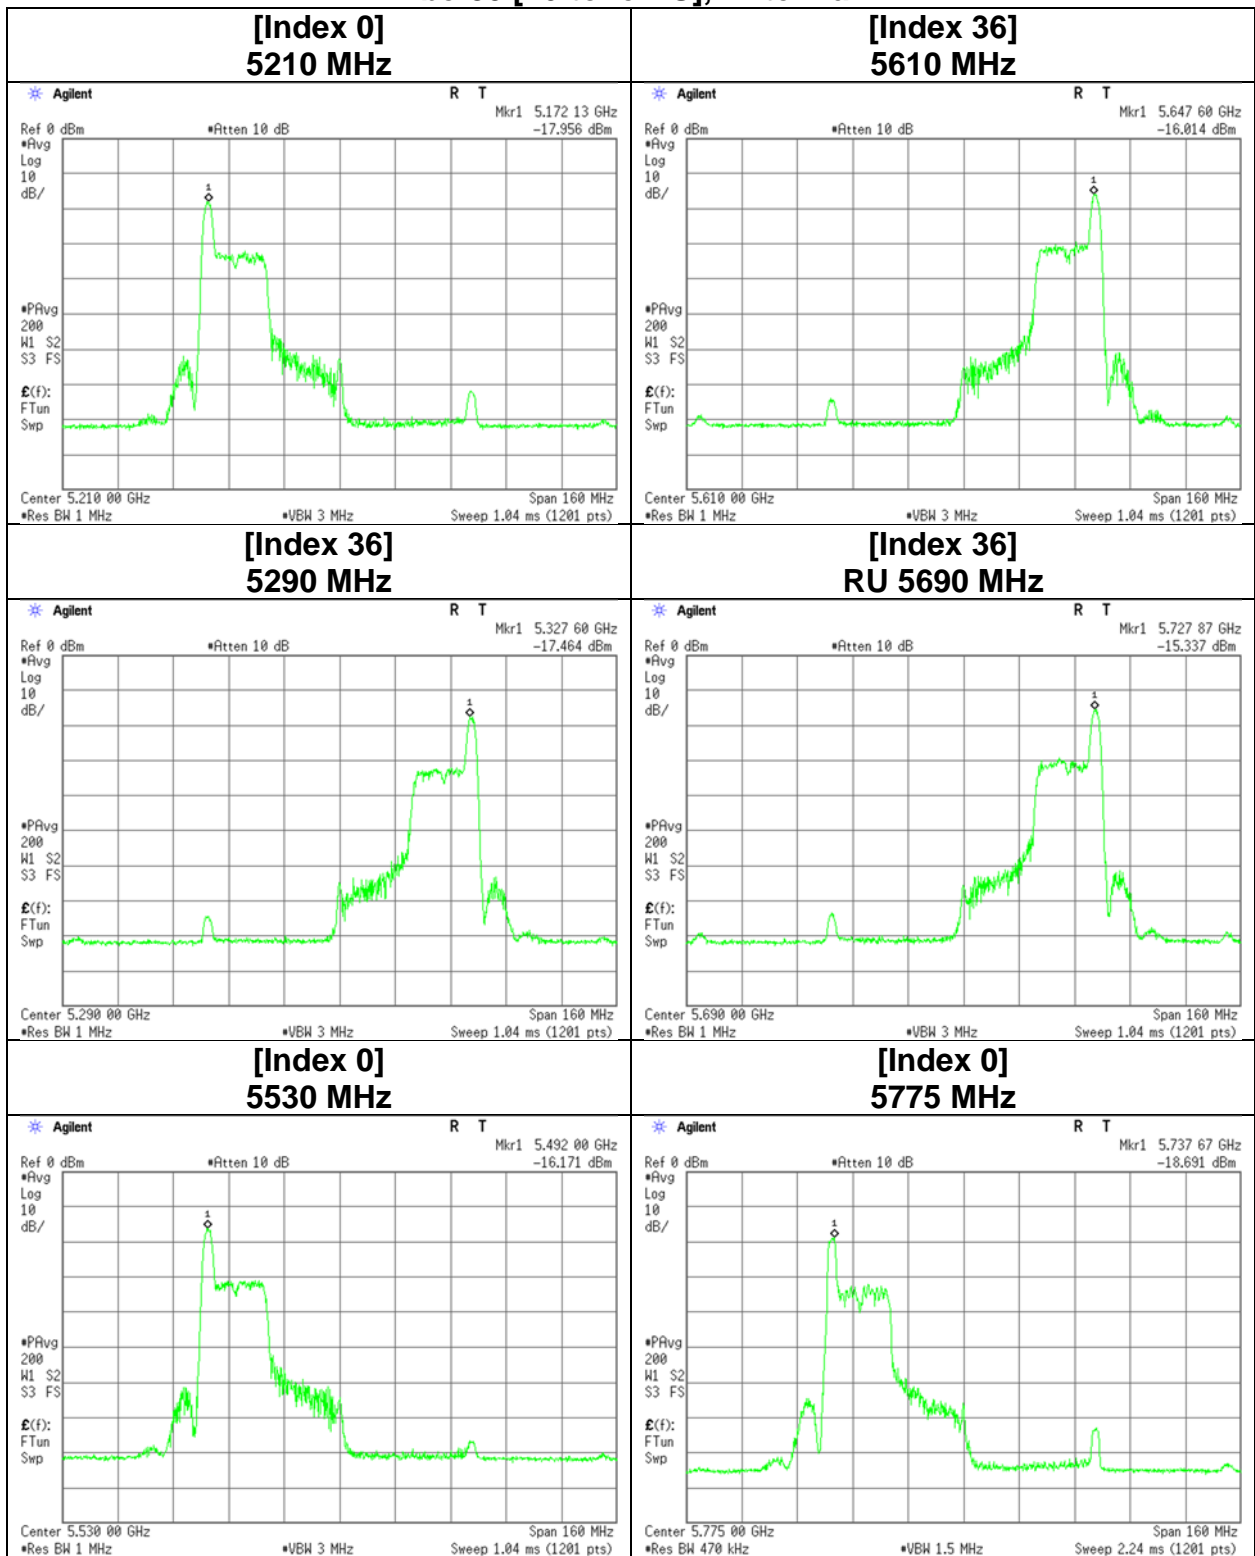 [Index 0]
5210 MHz
Agilent
R T
Mkr1 5.172 13 GHz
Ref 0 dBm
#Atten 10 dB
-17.956 dBm
#Avg
Log
10
dB/
1
#PAvg
200
W1 S2
S3 FS
£(f):
FTun
Swp
Center 5.210 00 GHz
Span 160 MHz
#Res BW 1 MHz
#VBW 3 MHz
Sweep 1.04 ms (1201 pts)
[Index 36]
5610 MHz
Agilent
R T
Mkr1 5.647 60 GHz
Ref 0 dBm
#Atten 10 dB
-16.014 dBm
#Avg
Log
10
dB/
1
#PAvg
200
W1 S2
S3 FS
£(f):
FTun
Swp
Center 5.610 00 GHz
Span 160 MHz
#Res BW 1 MHz
#VBW 3 MHz
Sweep 1.04 ms (1201 pts)
[Index 36]
5290 MHz
Agilent
R T
Mkr1 5.327 60 GHz
Ref 0 dBm
#Atten 10 dB
-17.464 dBm
#Avg
Log
10
dB/
1
#PAvg
200
W1 S2
S3 FS
£(f):
FTun
Swp
Center 5.290 00 GHz
Span 160 MHz
#Res BW 1 MHz
#VBW 3 MHz
Sweep 1.04 ms (1201 pts)
[Index 36]
RU 5690 MHz
Agilent
R T
Mkr1 5.727 87 GHz
Ref 0 dBm
#Atten 10 dB
-15.337 dBm
#Avg
Log
10
dB/
1
#PAvg
200
W1 S2
S3 FS
£(f):
FTun
Swp
Center 5.690 00 GHz
Span 160 MHz
#Res BW 1 MHz
#VBW 3 MHz
Sweep 1.04 ms (1201 pts)
[Index 0]
5530 MHz
Agilent
R T
Mkr1 5.492 00 GHz
Ref 0 dBm
#Atten 10 dB
-16.171 dBm
#Avg
Log
10
dB/
1
#PAvg
200
W1 S2
S3 FS
£(f):
FTun
Swp
Center 5.530 00 GHz
Span 160 MHz
#Res BW 1 MHz
#VBW 3 MHz
Sweep 1.04 ms (1201 pts)
[Index 0]
5775 MHz
Agilent
R T
Mkr1 5.737 67 GHz
Ref 0 dBm
#Atten 10 dB
-18.691 dBm
#Avg
Log
10
dB/
1
#PAvg
200
W1 S2
S3 FS
£(f):
FTun
Swp
Center 5.775 00 GHz
Span 160 MHz
#Res BW 470 kHz
#VBW 1.5 MHz
Sweep 2.24 ms (1201 pts)